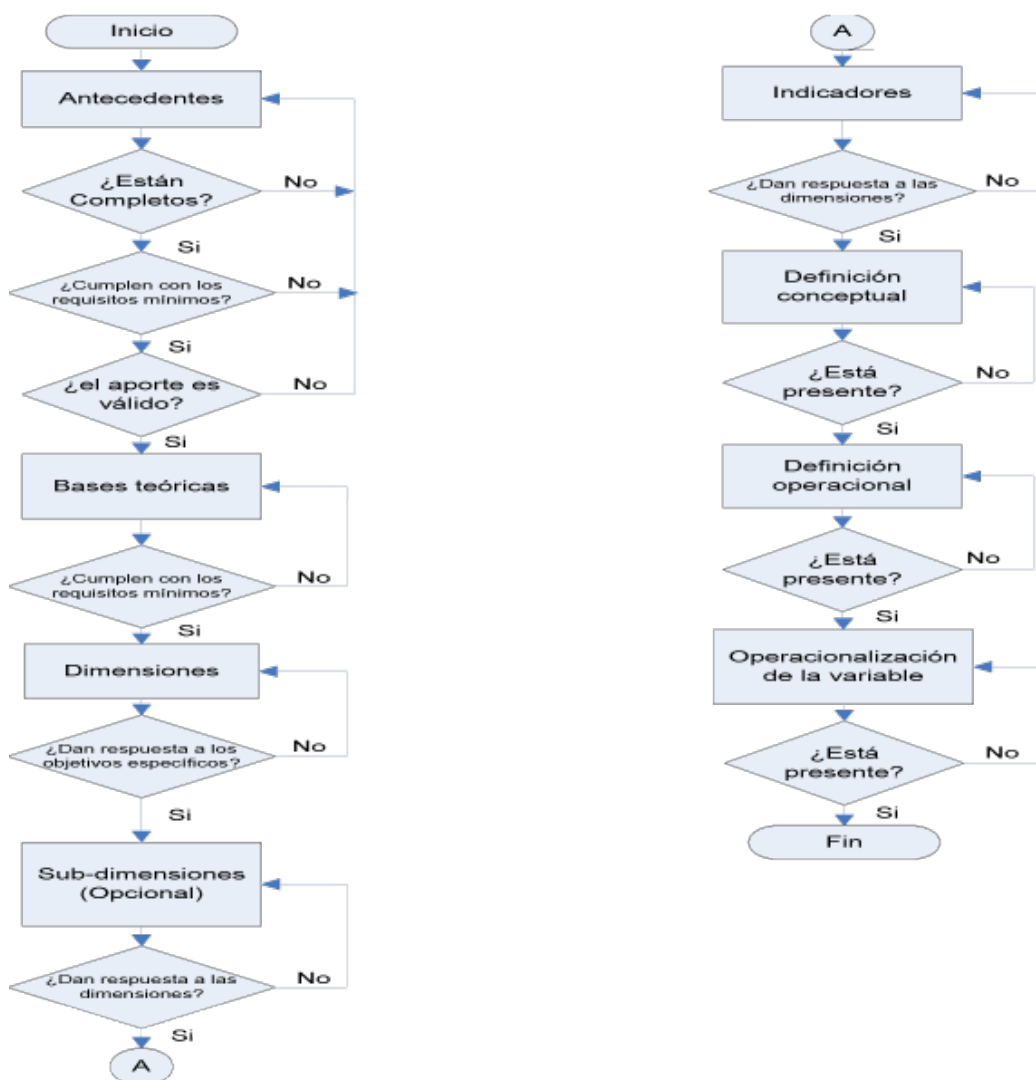 Inicio
Antecedentes
¿Están
Completos?
No
Si
¿Cumplen con los
requisitos mínimos?
No
Si
¿el aporte es
válido?
No
Si
Bases teóricas
¿Cumplen con los
requisitos mínimos?
No
Si
Dimensiones
¿Dan respuesta a los
objetivos específicos?
No
Si
Sub-dimensiones
(Opcional)
¿Dan respuesta a las
dimensiones?
No
Si
A
A
Indicadores
¿Dan respuesta a las
dimensiones?
No
Si
Definición
conceptual
¿Está
presente?
No
Si
Definición
operacional
¿Está
presente?
No
Si
Operacionalización
de la variable
¿Está
presente?
No
Si
Fin